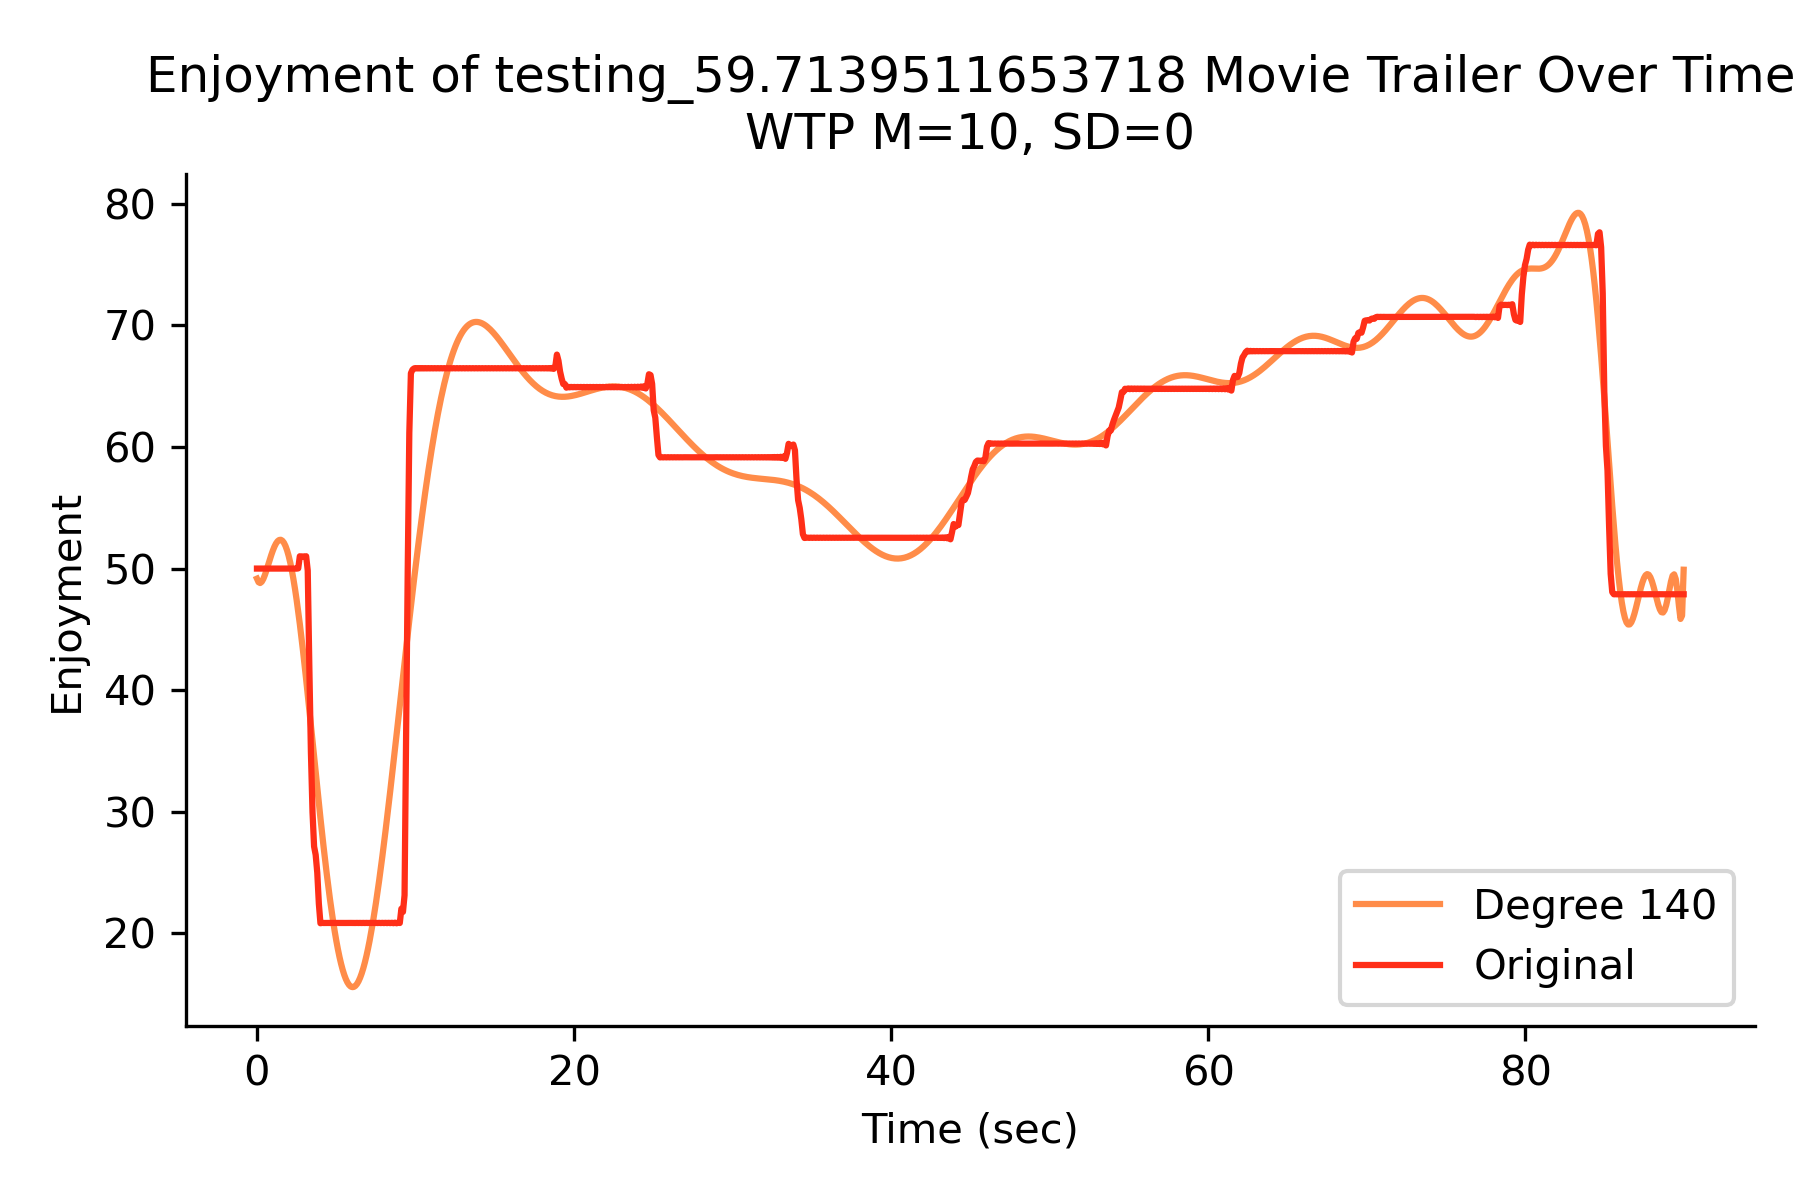 Enjoyment of testing_59.7139511653718 Movie Trailer Over Time
WTP M=10, SD=0
Enjoyment
80
70
60
50
40
30
20
0 20 40 60 80
Time (sec)
Degree 140
Original